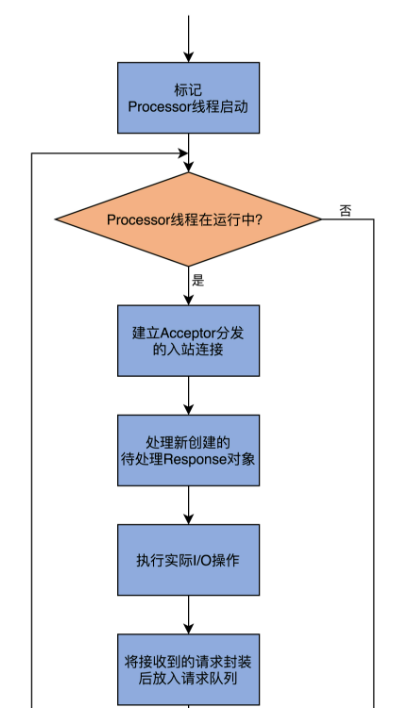 标记
Processor线程启动
Processor线程在运行中?
否
是
建立Acceptor分发
的入站连接
处理新创建的
待处理Response对象
执行实际I/O操作
将接收到的请求封装
后放入请求队列